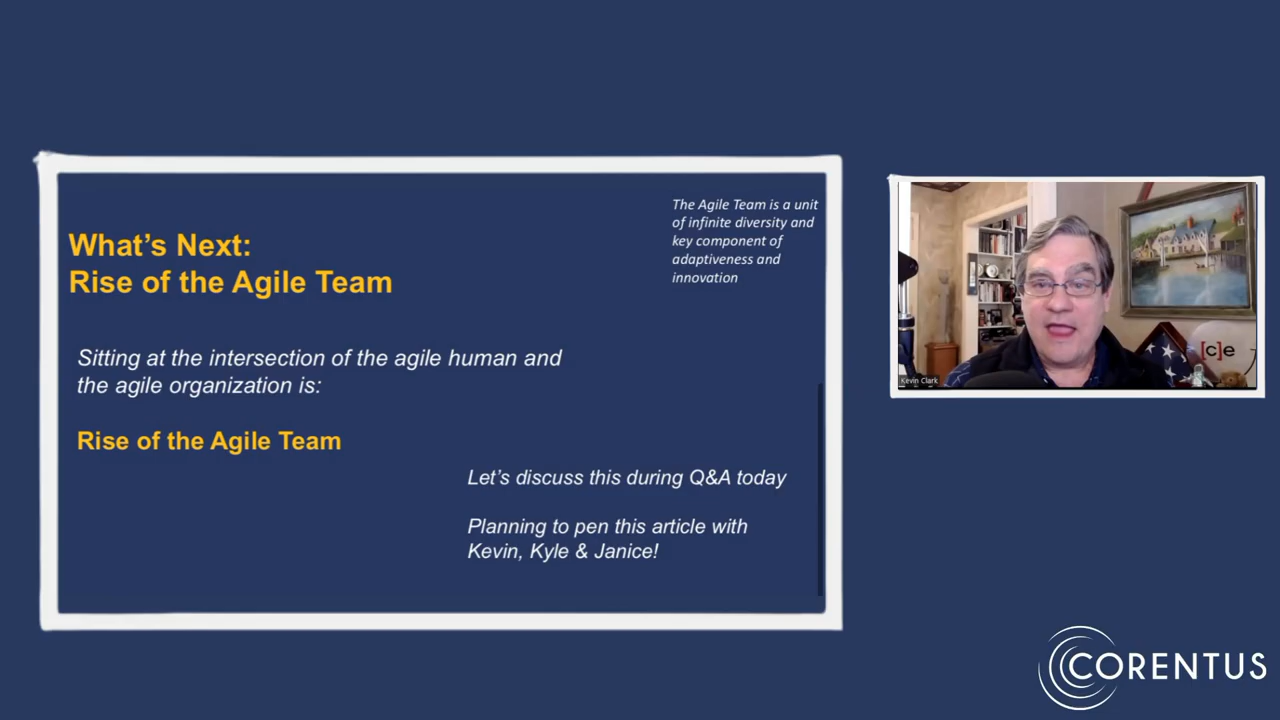 What's Next:
Rise of the Agile Team
The Agile Team is a unit
of infinite diversity and
key component of
adaptiveness and
innovation
Sitting at the intersection of the agile human and
the agile organization is:
Rise of the Agile Team
Let's discuss this during Q&A today
Planning to pen this article with
Kevin, Kyle & Janice!
[c]e
Kevin Clark
CORENTUS